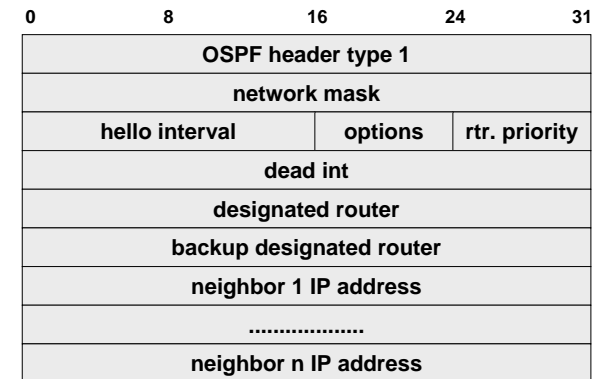 0 8 16 24 31
OSPF header type 1
network mask
hello interval options rtr. priority
dead int
designated router
backup designated router
neighbor 1 IP address
...................
neighbor n IP address